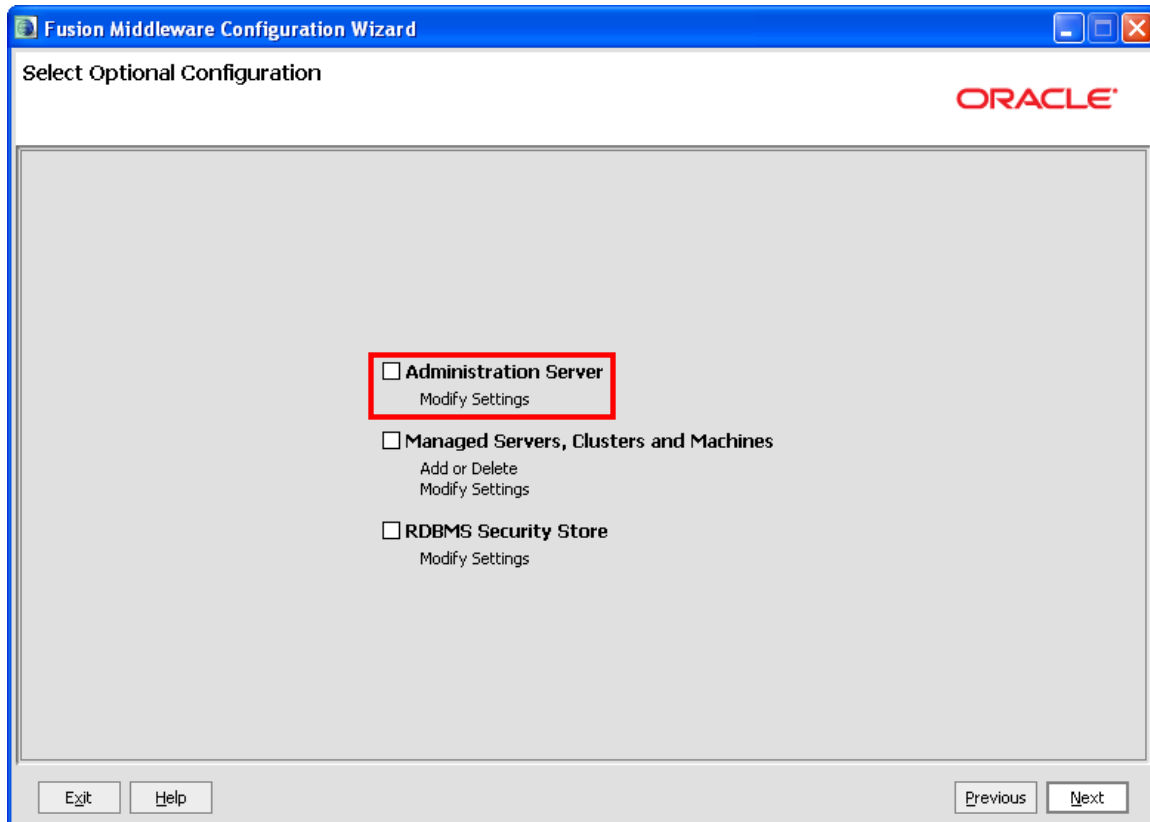 Fusion Middleware Configuration Wizard
Select Optional Configuration
ORACLE
Administration Server
Modify Settings
Managed Servers, Clusters and Machines
Add or Delete
Modify Settings
RDBMS Security Store
Modify Settings
Exit Help Previous Next